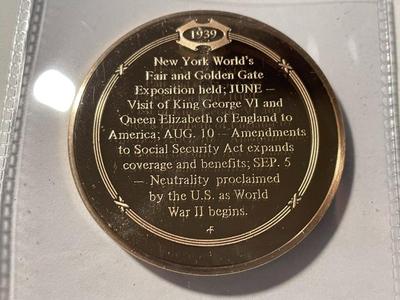 1939
New York World's
Fair and Golden Gate
Exposition held; JUNE —
Visit of King George VI and
Queen Elizabeth of England to
America; AUG. 10 — Amendments
to Social Security Act expands
coverage and benefits; SEP. 5
— Neutrality proclaimed
by the U.S. as World
War II begins.